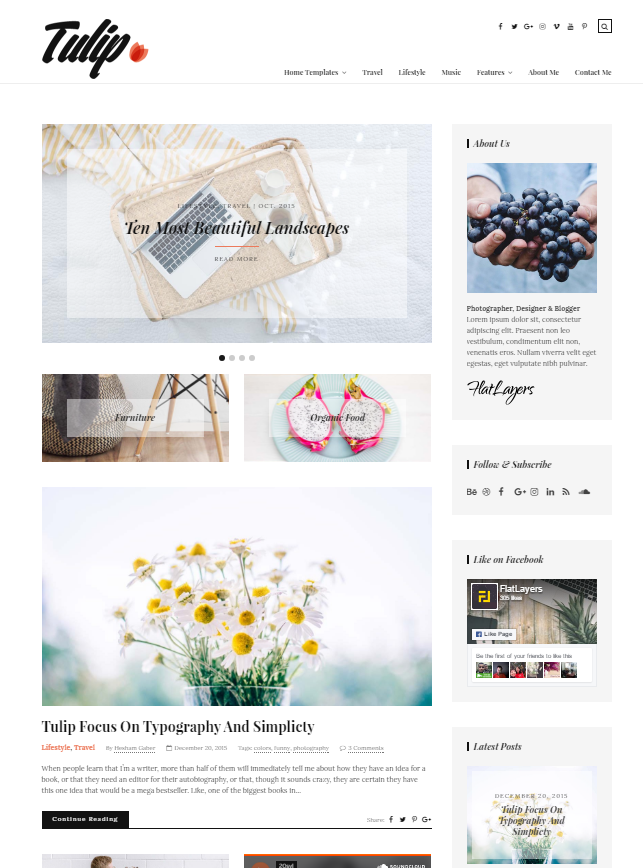 Tulip
Home Templates Travel Lifestyle Music Features About Me Contact Me
LIFESTYLE, TRAVEL | OCT, 2015
Ten Most Beautiful Landscapes
READ MORE
Furniture
Organic Food
Tulip Focus On Typography And Simplicty
Lifestyle, Travel By Hesham Gaber December 20, 2015 Tags: colors, funny, photography 3 Comments
When people learn that I'm a writer, more than half of them will immediately tell me about how they have an idea for a
book, or that they need an editor for their autobiography, or that, though it sounds crazy, they are certain they have
this one idea that would be a mega bestseller. Like, one of the biggest books in...
Continue Reading
Share:
SOUNDCLOUD
About Us
Photographer, Designer & Blogger
Lorem ipsum dolor sit, consectetur
adipiscing elit. Praesent non leo
vestibulum, condimentum elit non,
venenatis eros. Nullam viverra velit eget
egestas, eget vulputate nibh pulvinar.
FlatLayers
Follow & Subscribe
Like on Facebook
FlatLayers
305 likes
Like Page
Be the first of your friends to like this
Latest Posts
DECEMBER 20, 2015
Tulip Focus On
Typography And
Simplicty